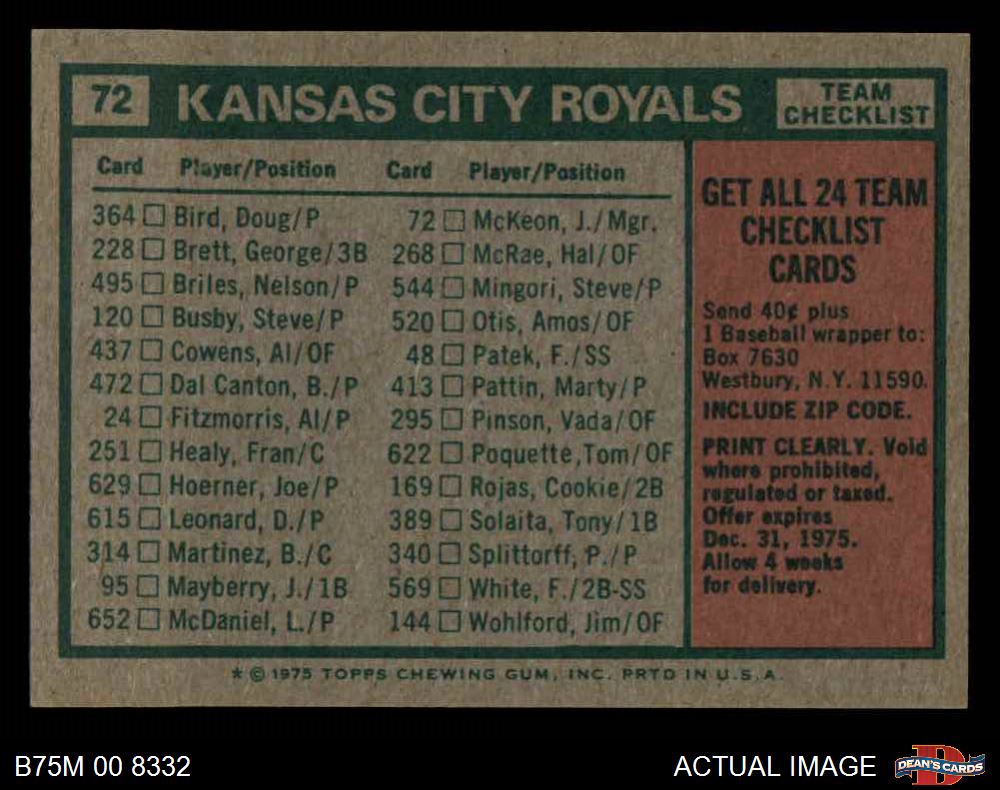 72 KANSAS CITY ROYALS TEAM CHECKLIST
Card Player/Position Card Player/Position
364 Bird, Doug/P 72 McKeon, J./Mgr.
228 Brett, George/3B 268 McRae, Hal/OF
495 Briles, Nelson/P 544 Mingori, Steve/P
120 Busby, Steve/P 520 Otis, Amos/OF
437 Cowens, Al/OF 48 Patek, F./SS
472 Dal Canton, B./P 413 Pattin, Marty/P
24 Fitzmorris, Al/P 295 Pinson, Vada/OF
251 Healy, Fran/C 622 Poquette,Tom/OF
629 Hoerner, Joe/P 169 Rojas, Cookie/2B
615 Leonard, D./P 389 Solaita, Tony/1B
314 Martinez, B./C 340 Splittorff, P./P
95 Mayberry, J./1B 569 White, F./2B-SS
652 McDaniel, L./P 144 Wohlford, Jim/OF
GET ALL 24 TEAM
CHECKLIST
CARDS
Send 40¢ plus
1 Baseball wrapper to:
Box 7630
Westbury, N.Y. 11590.
INCLUDE ZIP CODE.
PRINT CLEARLY. Void
where prohibited,
regulated or taxed.
Offer expires
Dec. 31, 1975.
Allow 4 weeks
for delivery.
* © 1975 TOPPS CHEWING GUM, INC. PRTD IN U.S.A.
B75M 00 8332 ACTUAL IMAGE DEAN'S CARDS